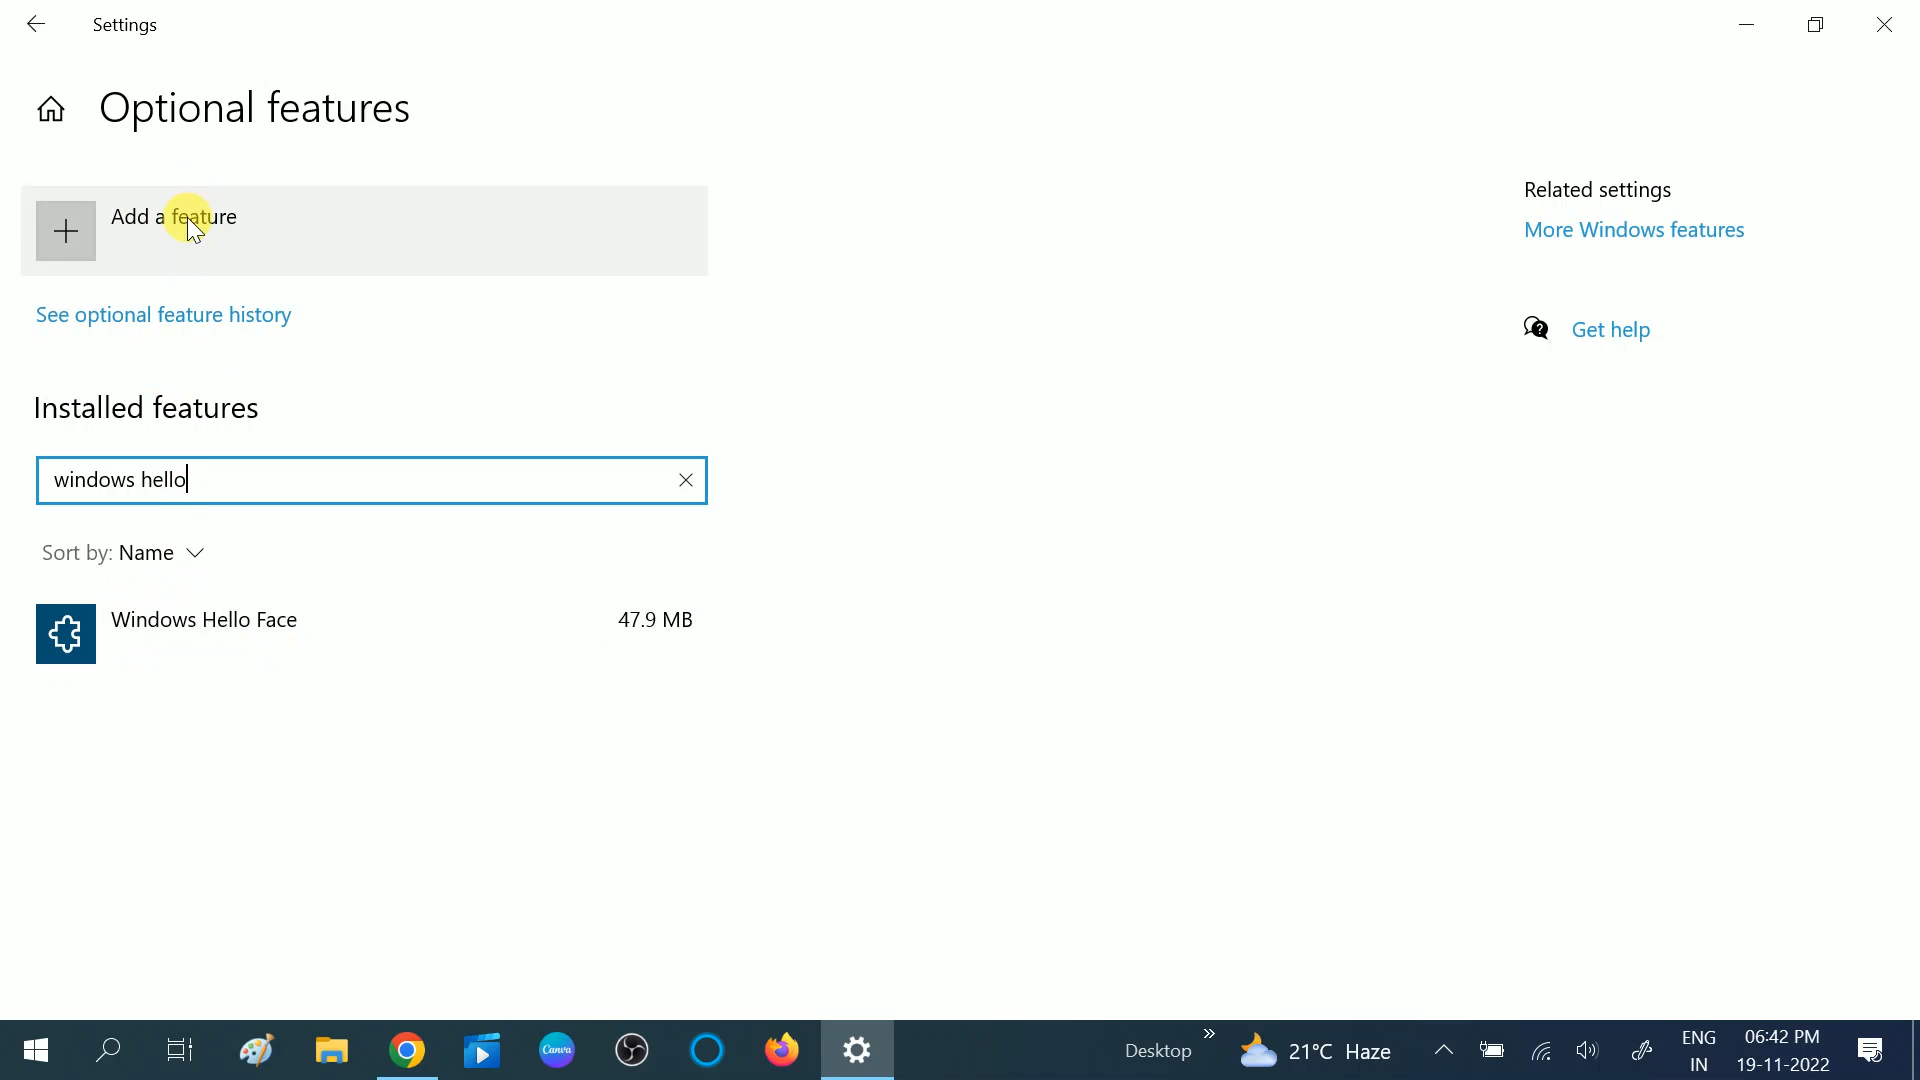 Settings
Optional features
Add a feature
See optional feature history
Installed features
windows hello
Sort by: Name
Windows Hello Face 47.9 MB
Related settings
More Windows features
Get help
Canva
Desktop
21°C Haze
ENG
IN
06:42 PM
19-11-2022